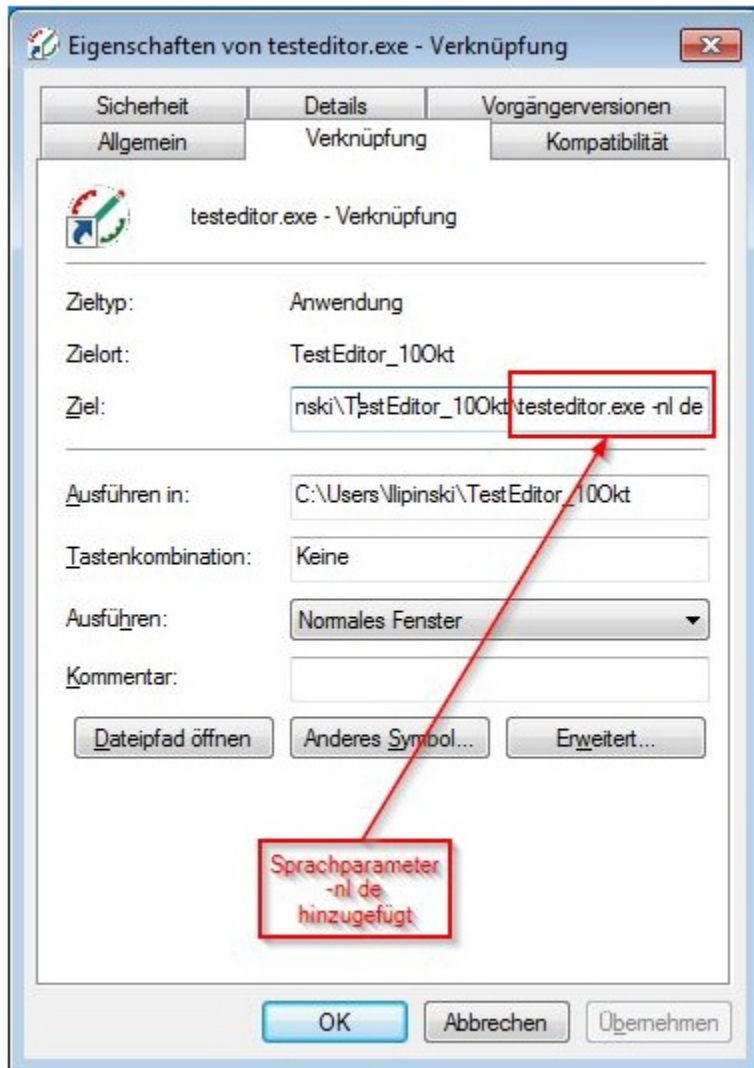 Eigenschaften von testeditor.exe - Verknüpfung
Sicherheit
Details
Vorgängerversionen
Allgemein
Verknüpfung
Kompatibilität
testeditor.exe - Verknüpfung
Zieltyp: Anwendung
Zielort: TestEditor_10Okt
Ziel: nski\TestEditor_10Okt\testeditor.exe -nl de
Ausführen in: C:\Users\llipinski\TestEditor_10Okt
Tastenkombination: Keine
Ausführen: Normales Fenster
Kommentar:
Dateipfad öffnen
Anderes Symbol...
Erweitert...
Sprachparameter
-nl de
hinzugefügt
OK
Abbrechen
Übernehmen